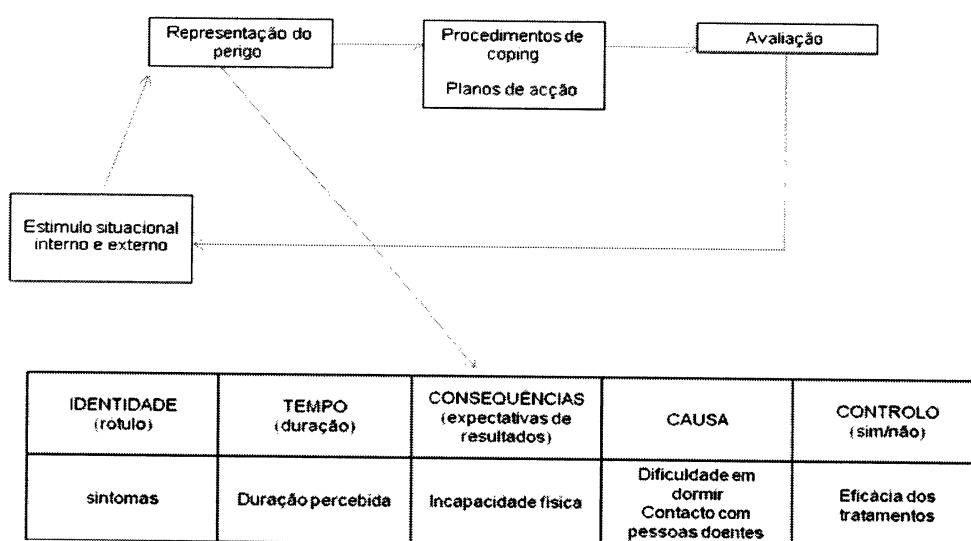 Representação do
perigo
Procedimentos de
coping
Planos de acção
Avaliação
Estimulo situacional
interno e externo
IDENTIDADE
(rótulo)
TEMPO
(duração)
CONSEQUÊNCIAS
(expectativas de
resultados)
CAUSA
CONTROLO
(sim/não)
sintomas
Duração percebida
Incapacidade física
Dificuldade em
dormir
Contacto com
pessoas doentes
Eficácia dos
tratamentos